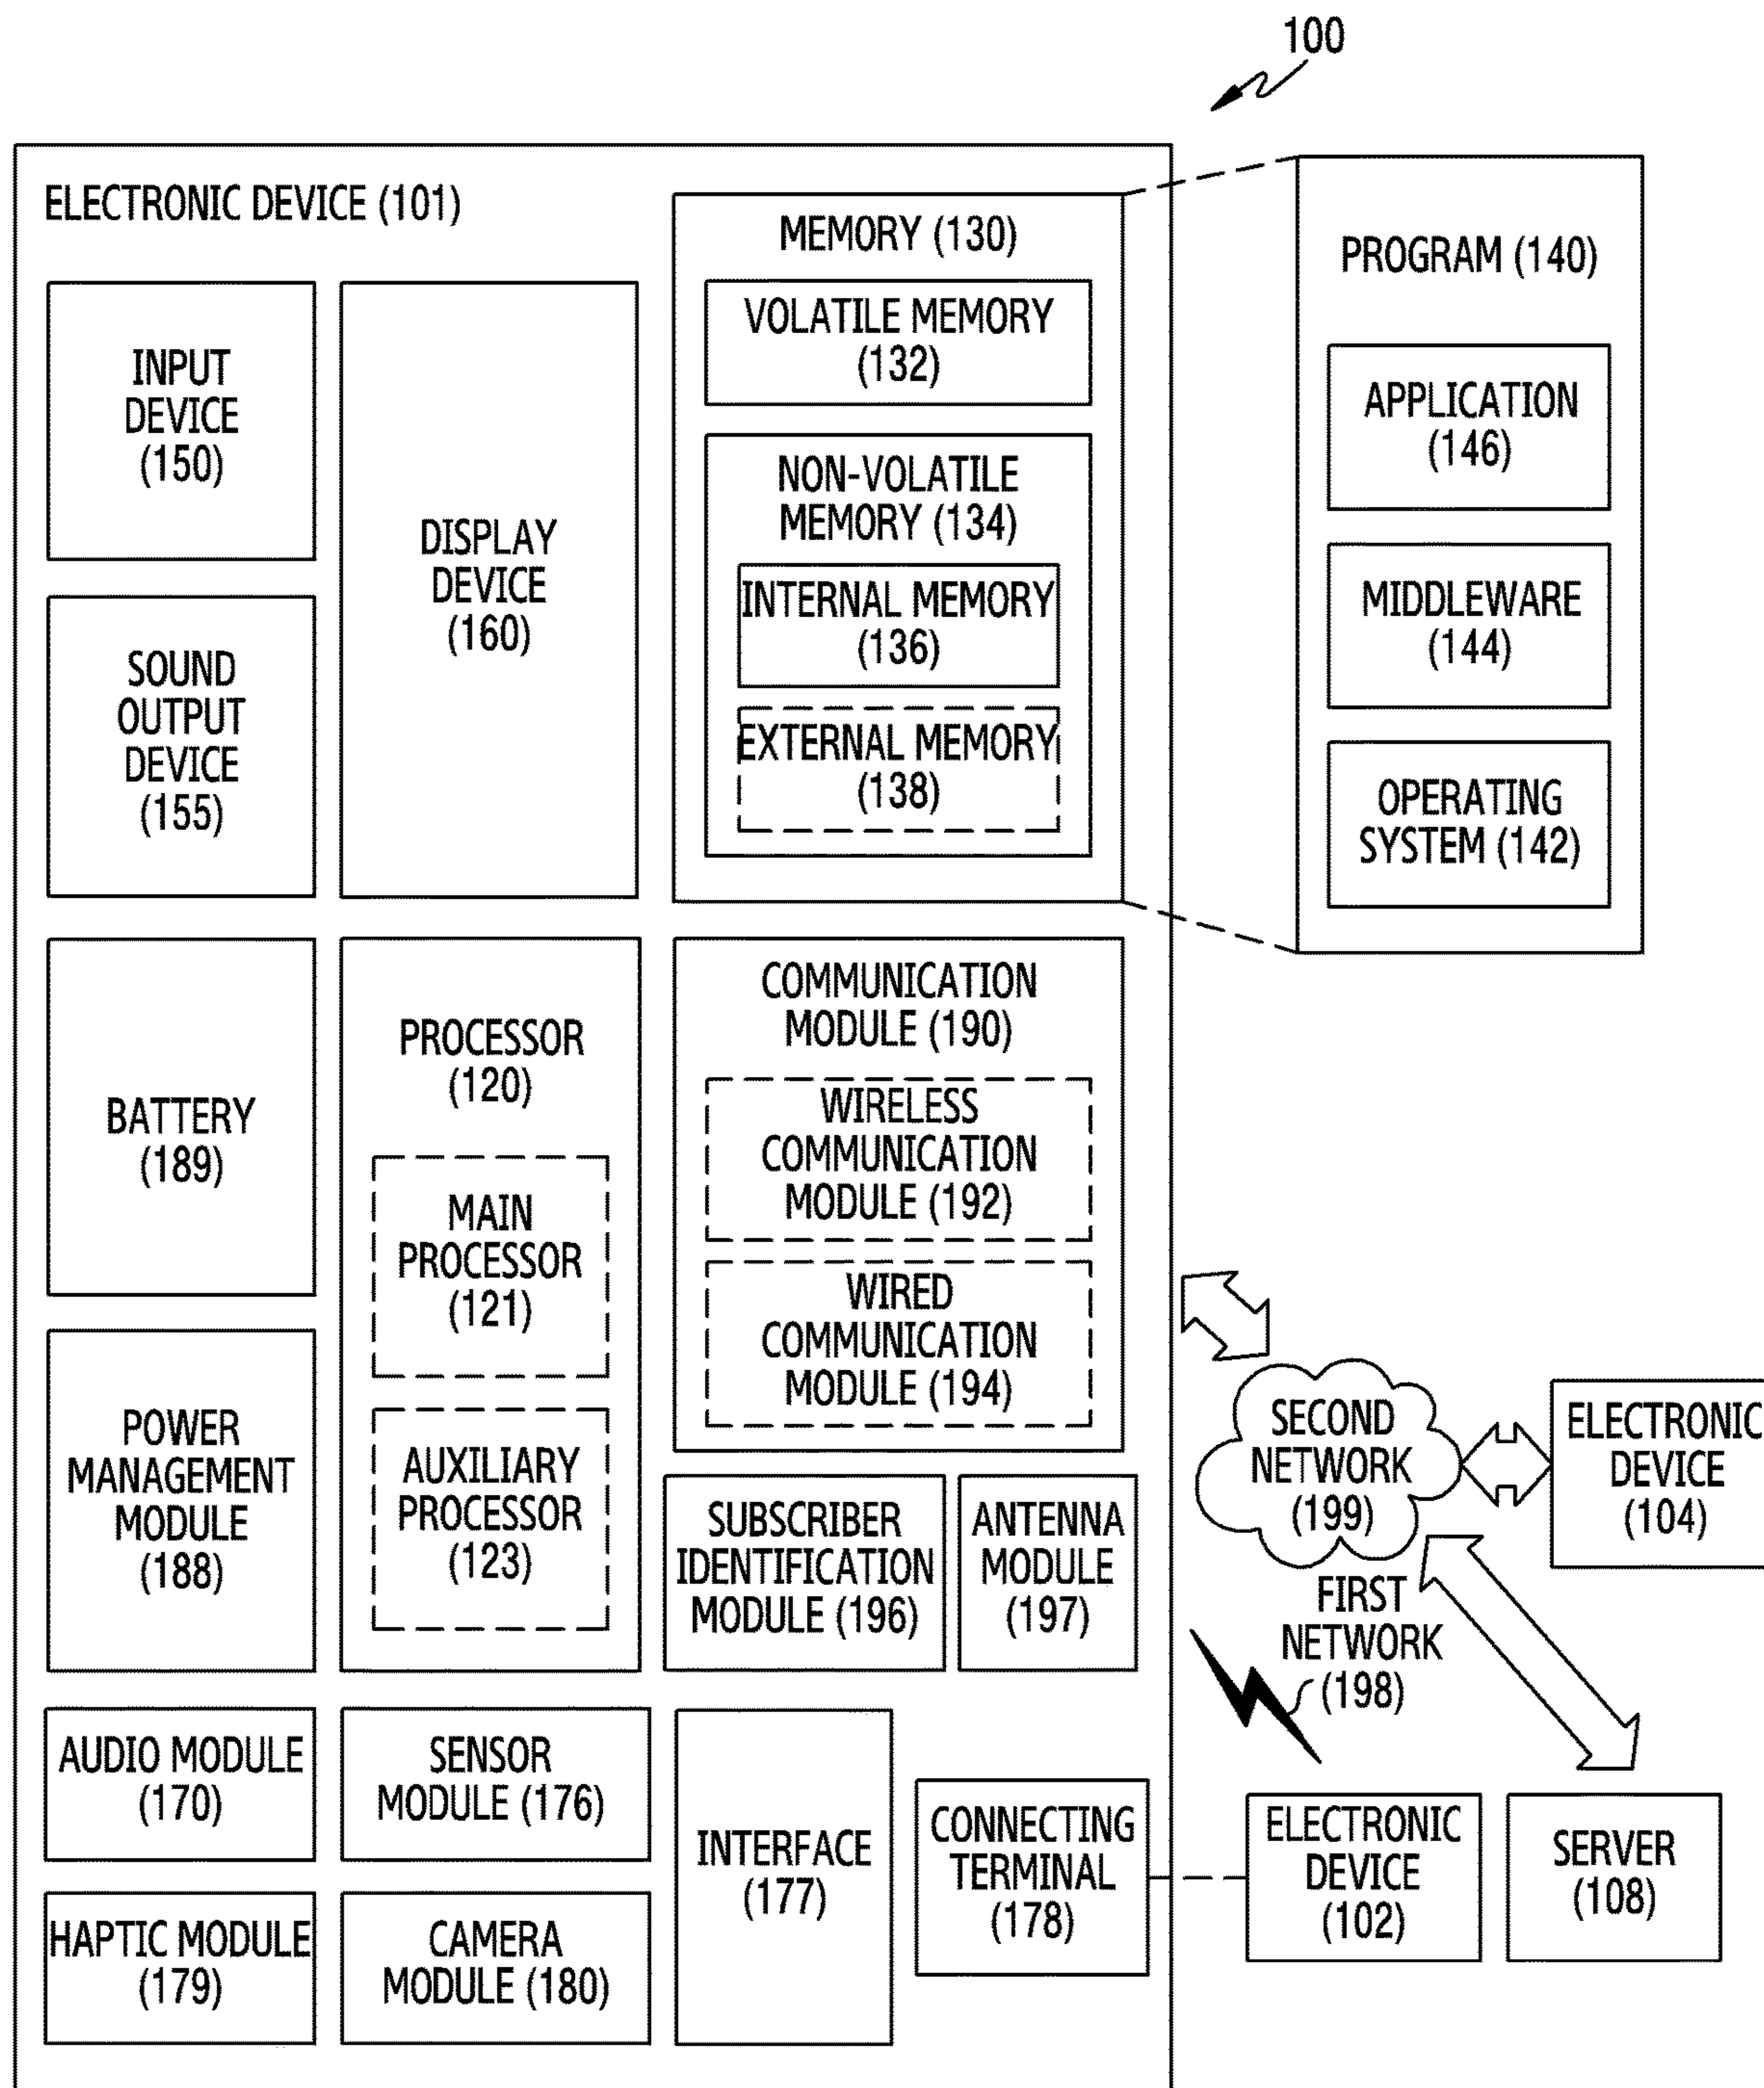 100
ELECTRONIC DEVICE (101)
INPUT
DEVICE
(150)
SOUND
OUTPUT
DEVICE
(155)
DISPLAY
DEVICE
(160)
MEMORY (130)
VOLATILE MEMORY
(132)
NON-VOLATILE
MEMORY (134)
INTERNAL MEMORY
(136)
EXTERNAL MEMORY
(138)
PROGRAM (140)
APPLICATION
(146)
MIDDLEWARE
(144)
OPERATING
SYSTEM (142)
BATTERY
(189)
POWER
MANAGEMENT
MODULE
(188)
PROCESSOR
(120)
MAIN
PROCESSOR
(121)
AUXILIARY
PROCESSOR
(123)
COMMUNICATION
MODULE (190)
WIRELESS
COMMUNICATION
MODULE (192)
WIRED
COMMUNICATION
MODULE (194)
SUBSCRIBER
IDENTIFICATION
MODULE (196)
ANTENNA
MODULE
(197)
SECOND
NETWORK
(199)
ELECTRONIC
DEVICE
(104)
FIRST
NETWORK
(198)
AUDIO MODULE
(170)
SENSOR
MODULE (176)
HAPTIC MODULE
(179)
CAMERA
MODULE (180)
INTERFACE
(177)
CONNECTING
TERMINAL
(178)
ELECTRONIC
DEVICE
(102)
SERVER
(108)